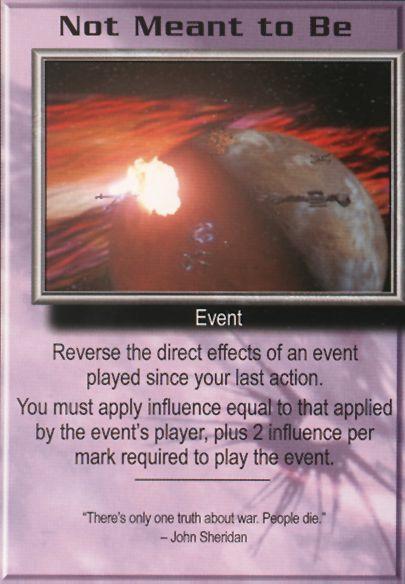 Not Meant to Be
Event
Reverse the direct effects of an event
played since your last action.
You must apply influence equal to that applied
by the event's player, plus 2 influence per
mark required to play the event.
"There's only one truth about war. People die."
– John Sheridan